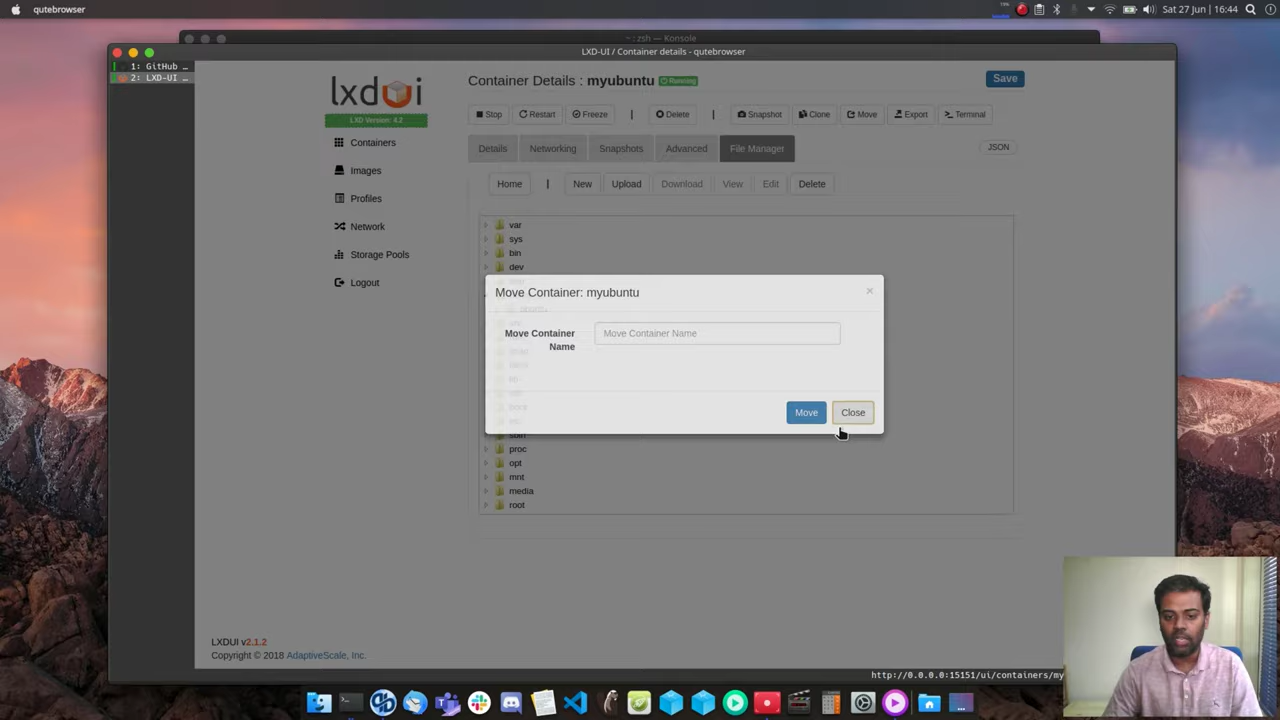 qutebrowser
Sat 27 Jun | 16:44
~ : zsh — Konsole
LXD-UI / Container details - qutebrowser
1: GitHub ...
2: LXD-UI ...
lxdui
LXD Version: 4.2
Containers
Images
Profiles
Network
Storage Pools
Logout
Container Details : myubuntu Running
Save
Stop Restart Freeze | Delete | Snapshot Clone Move Export Terminal
Details Networking Snapshots Advanced File Manager
JSON
Home | New Upload Download View Edit Delete
var
sys
bin
dev
Move Container: myubuntu
×
Move Container Name
Move Container Name
Move Close
sbin
proc
opt
mnt
media
root
LXDUI v2.1.2
Copyright © 2018 AdaptiveScale, Inc.
http://0.0.0.0:15151/ui/containers/my